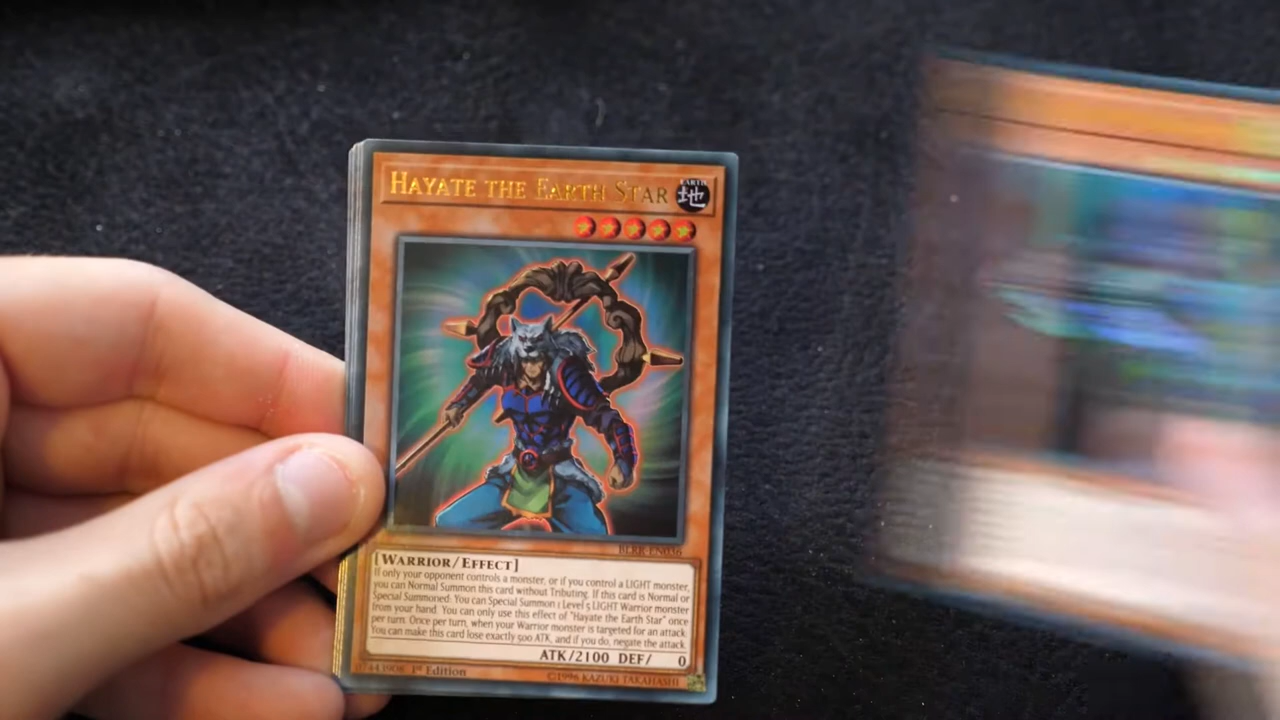 HAYATE THE EARTH STAR
EARTH
地
BLRR-EN036
[WARRIOR/EFFECT]
If only your opponent controls a monster, or if you control a LIGHT monster,
you can Normal Summon this card without Tributing. If this card is Normal or
Special Summoned: You can Special Summon 1 Level 5 LIGHT Warrior monster
from your hand. You can only use this effect of "Hayate the Earth Star" once
per turn. Once per turn, when your Warrior monster is targeted for an attack:
You can make this card lose exactly 500 ATK, and if you do, negate the attack.
ATK/2100 DEF/ 0
1st Edition
©1996 KAZUKI TAKAHASHI